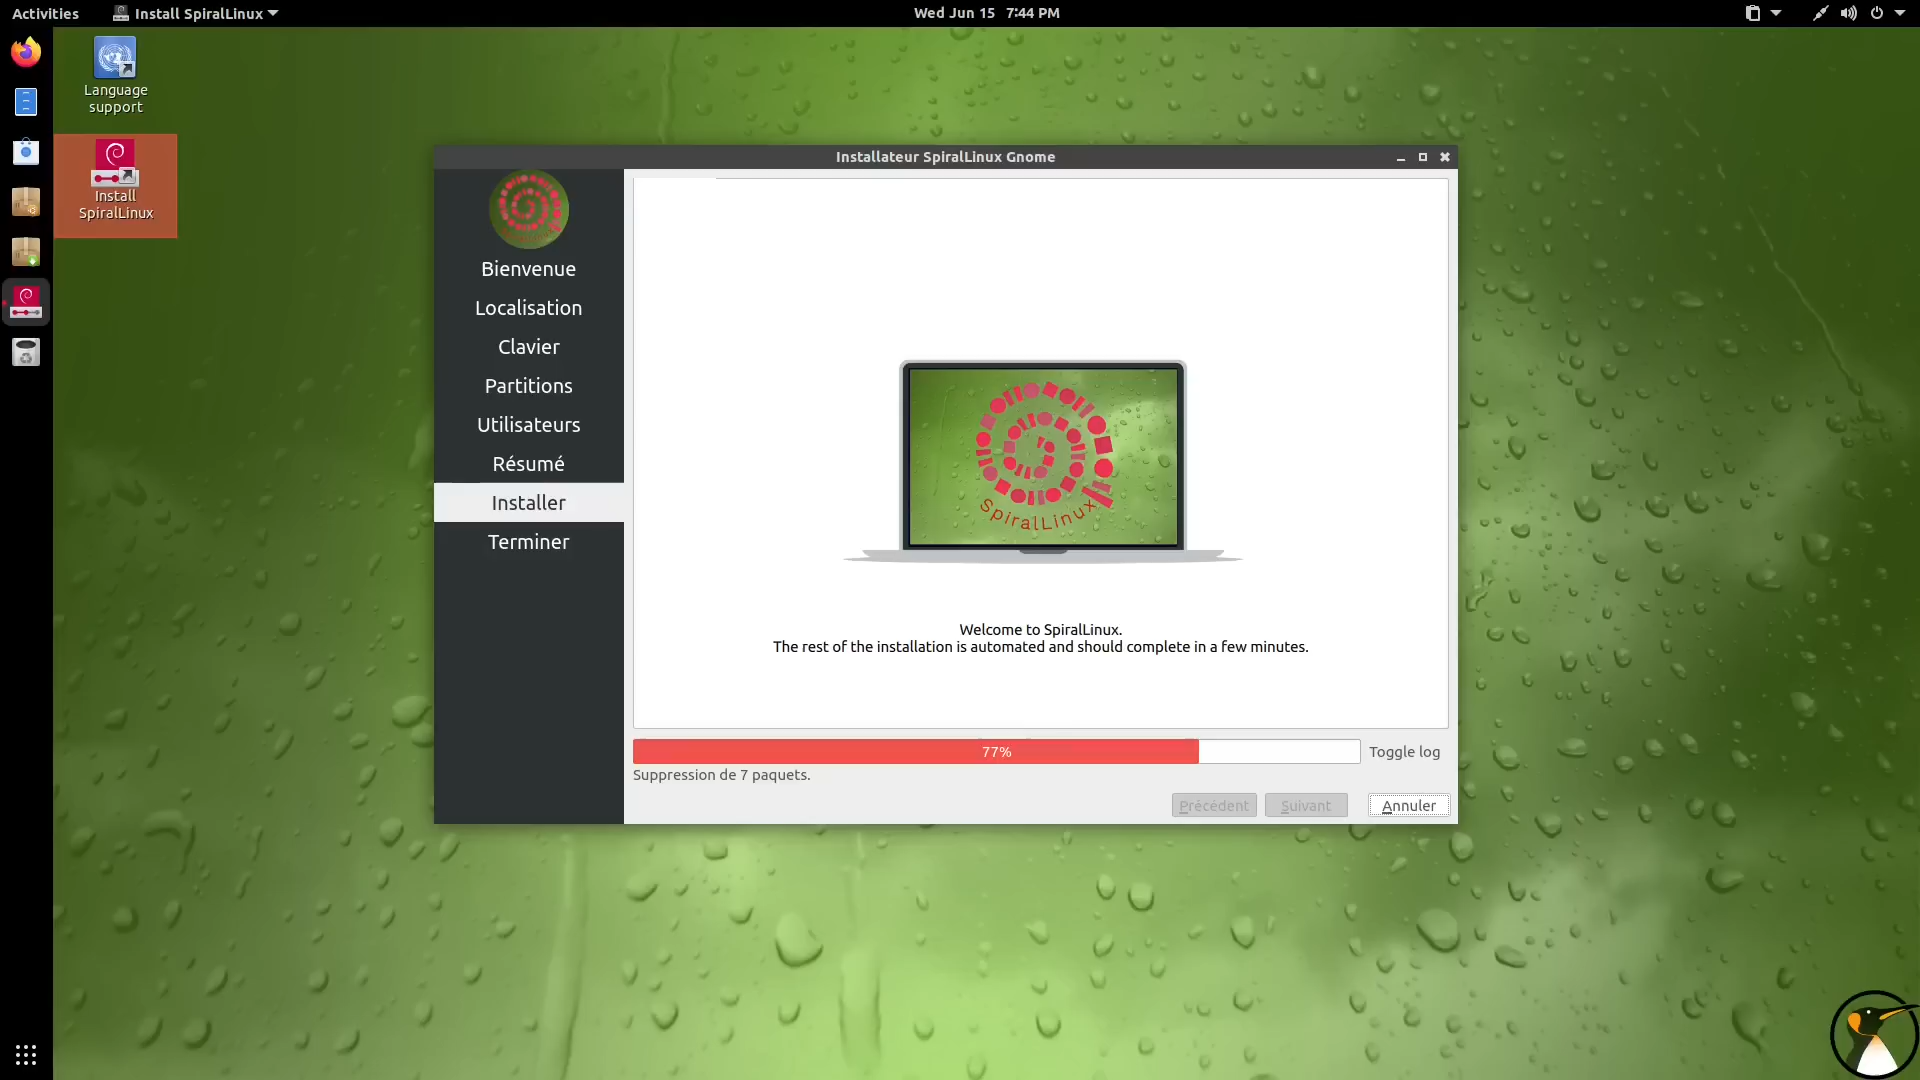 Activities
Install SpiralLinux
Wed Jun 15 7:44 PM
Language
support
Install
SpiralLinux
Installateur SpiralLinux Gnome
Bienvenue
Localisation
Clavier
Partitions
Utilisateurs
Résumé
Installer
Terminer
SpiralLinux
Welcome to SpiralLinux.
The rest of the installation is automated and should complete in a few minutes.
77%
Toggle log
Suppression de 7 paquets.
Précédent
Suivant
Annuler